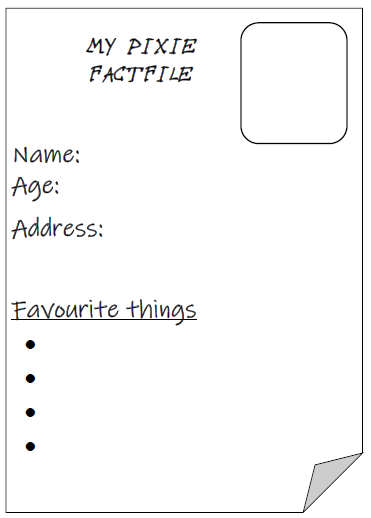 MY PIXIE
FACTFILE
Name:
Age:
Address:
Favourite things
•
•
•
•